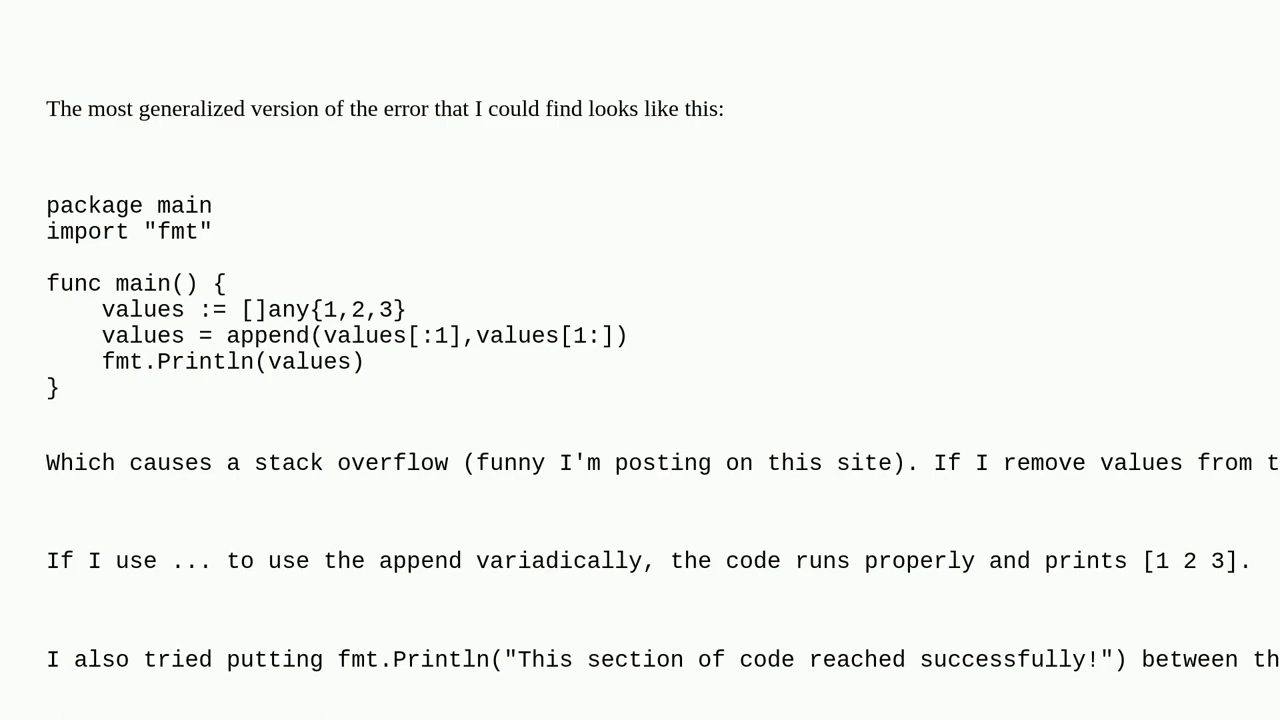 The most generalized version of the error that I could find looks like this:
package main
import "fmt"
func main() {
    values := []any{1,2,3}
    values = append(values[:1],values[1:])
    fmt.Println(values)
}
Which causes a stack overflow (funny I'm posting on this site). If I remove values from
If I use ... to use the append variadically, the code runs properly and prints [1 2 3].
I also tried putting fmt.Println("This section of code reached successfully!") between